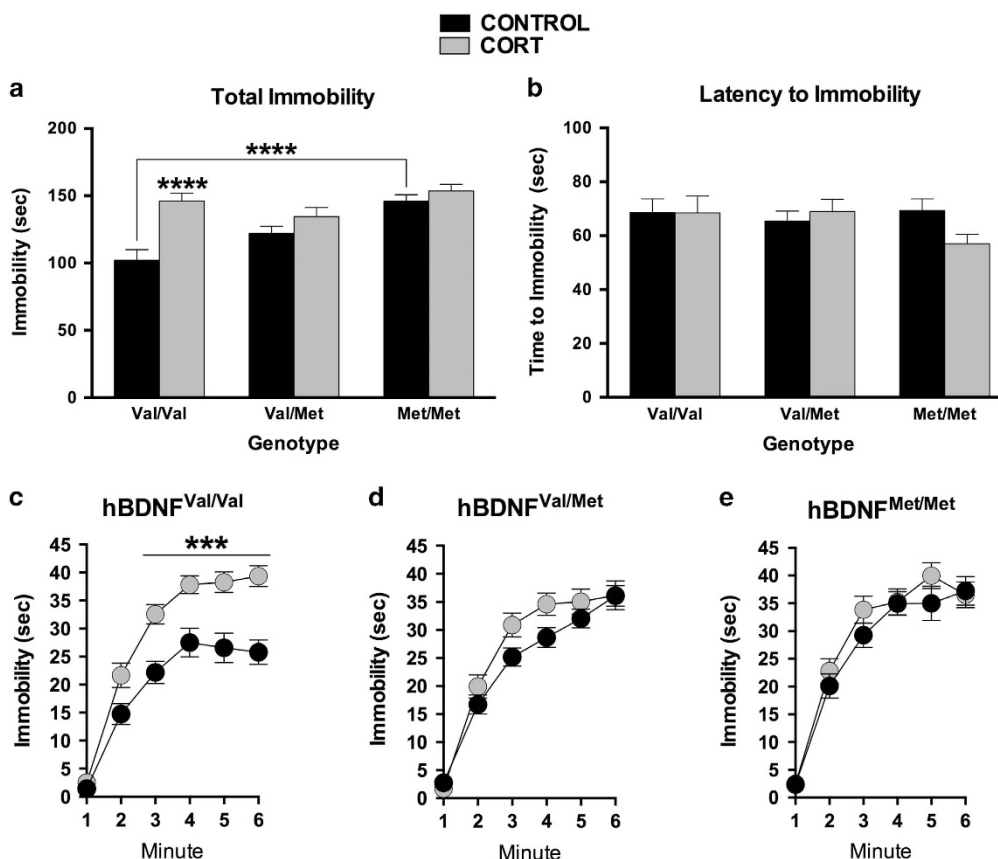 CONTROL
CORT
a
Total Immobility
200
150
100
50
0
Immobility (sec)
****
****
Val/Val
Val/Met
Met/Met
Genotype
b
Latency to Immobility
100
80
60
40
20
0
Time to Immobility (sec)
Val/Val
Val/Met
Met/Met
Genotype
c
hBDNFVal/Val
***
45
40
35
30
25
20
15
10
5
0
Immobility (sec)
1 2 3 4 5 6
Minute
d
hBDNFVal/Met
45
40
35
30
25
20
15
10
5
0
Immobility (sec)
1 2 3 4 5 6
Minute
e
hBDNFMet/Met
45
40
35
30
25
20
15
10
5
0
Immobility (sec)
1 2 3 4 5 6
Minute